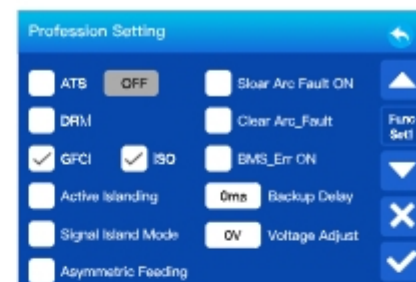 Profession Setting
ATS OFF
Sloar Arc Fault ON
DRM
Clear Arc_Fault
Func
Set1
GFCI ISO
BMS_Err ON
Active Islanding
0ms Backup Delay
Signal Island Mode
0V Voltage Adjust
Asymmetric Feeding